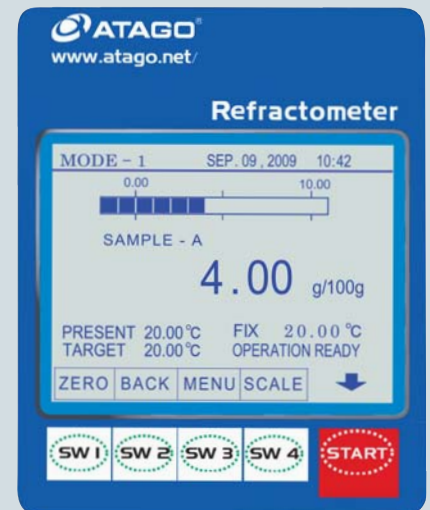 ATAGO®
www.atago.net/
Refractometer
MODE - 1 SEP. 09 , 2009 10:42
0.00 10.00
SAMPLE - A
4.00 g/100g
PRESENT 20.00°C FIX 20.00°C
TARGET 20.00°C OPERATION READY
ZERO BACK MENU SCALE
SW 1 SW 2 SW 3 SW 4 START